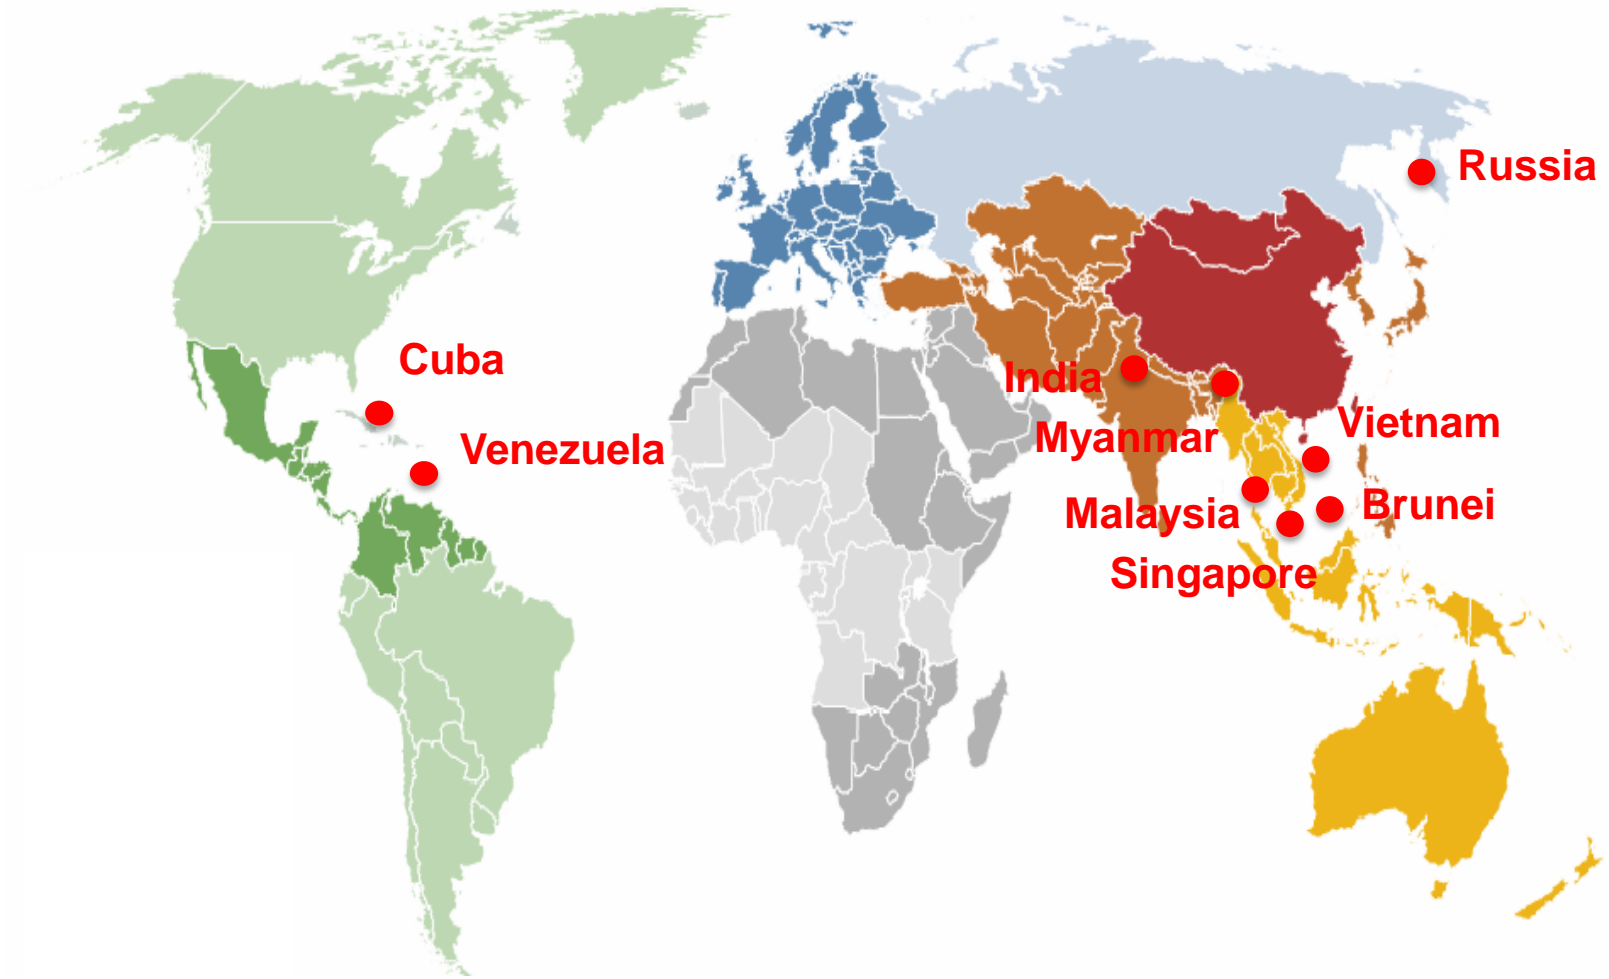 Russia
Cuba
India
Vietnam
Myanmar
Venezuela
Brunei
Malaysia
Singapore